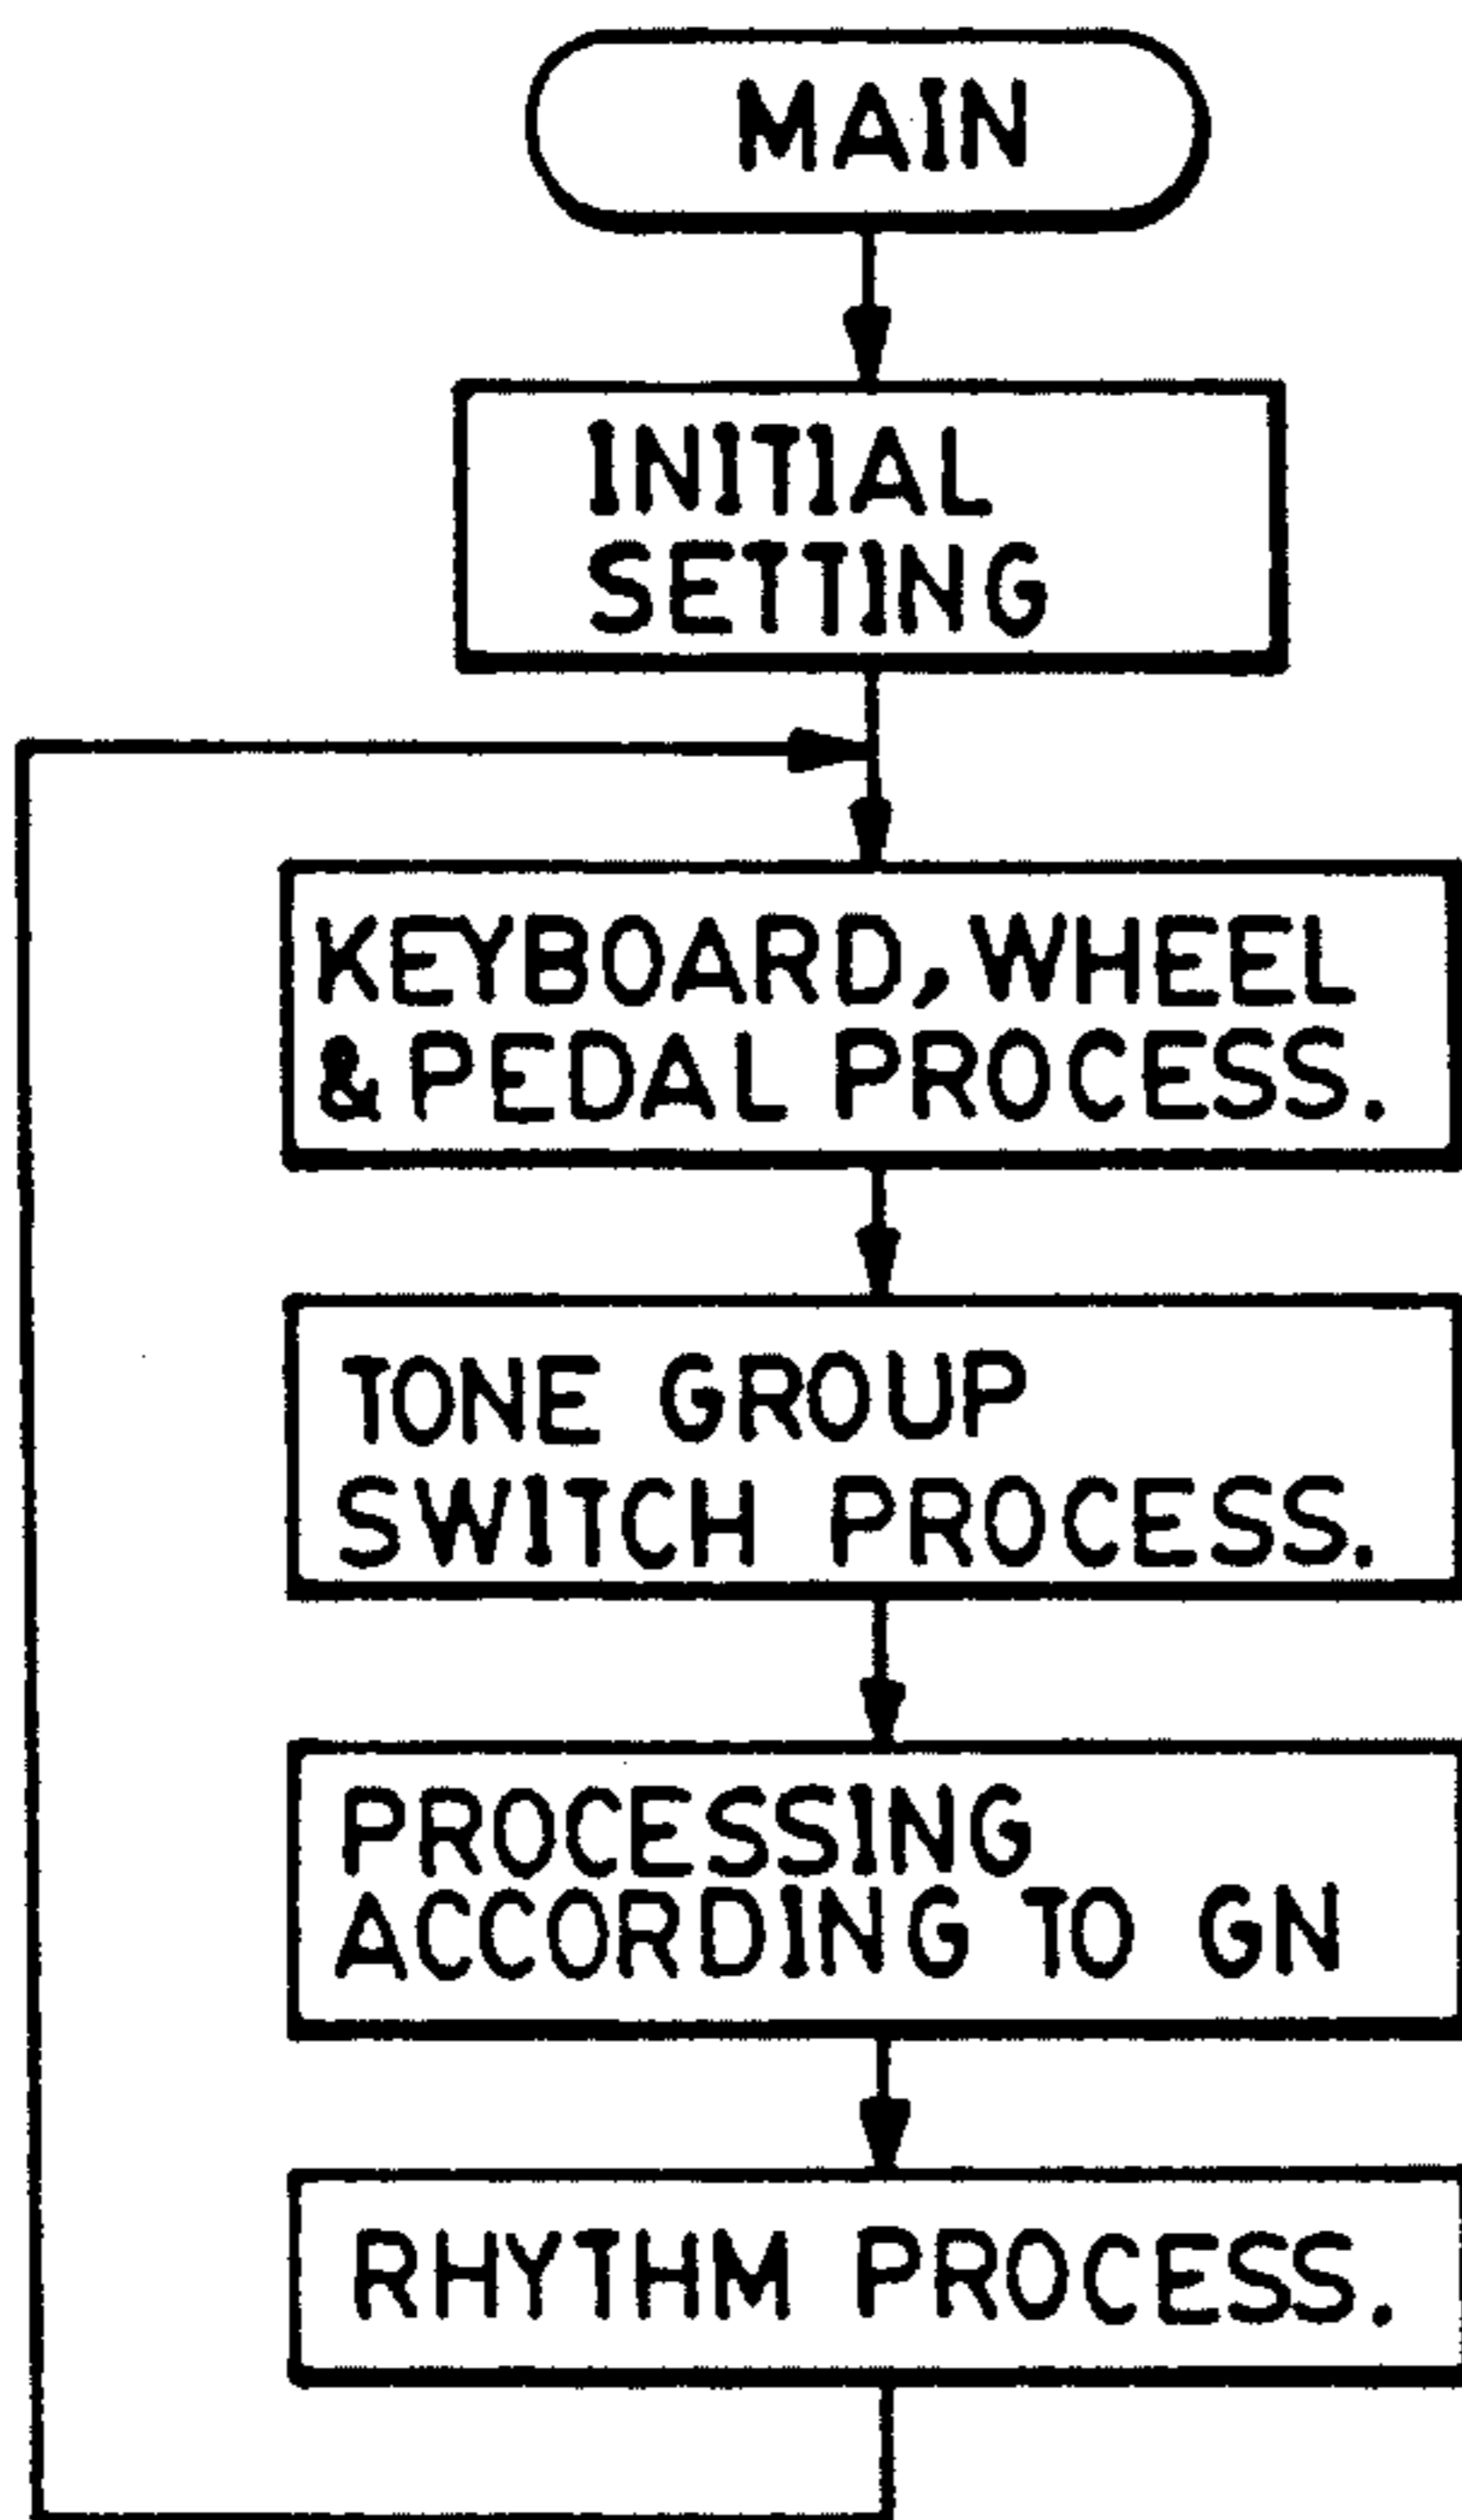 MAIN
INITIAL
SETTING
KEYBOARD, WHEEL
& PEDAL PROCESS.
TONE GROUP
SWITCH PROCESS.
PROCESSING
ACCORDING TO GN
RHYTHM PROCESS.